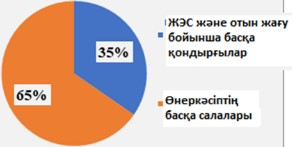 35%
65%
ЖЭС және отын жағу
бойынша басқа
қондырғылар
Өнеркәсіптің
басқа салалары